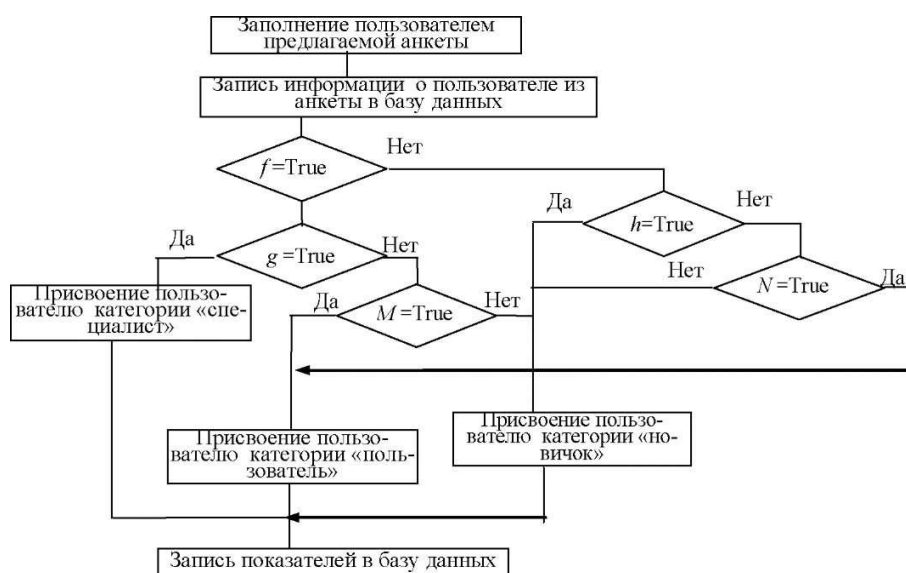 Заполнение пользователем
предлагаемой анкеты
Запись информации о пользователе из
анкеты в базу данных
f=True
Нет
h=True
Да
Нет
g=True
Да
Нет
N=True
Нет
Да
M=True
Да
Нет
Присвоение пользо-
вателю категории «спе-
циалист»
Присвоение пользо-
вателю категории «поль-
зователь»
Присвоение пользо-
вателю категории «но-
вичок»
Запись показателей в базу данных